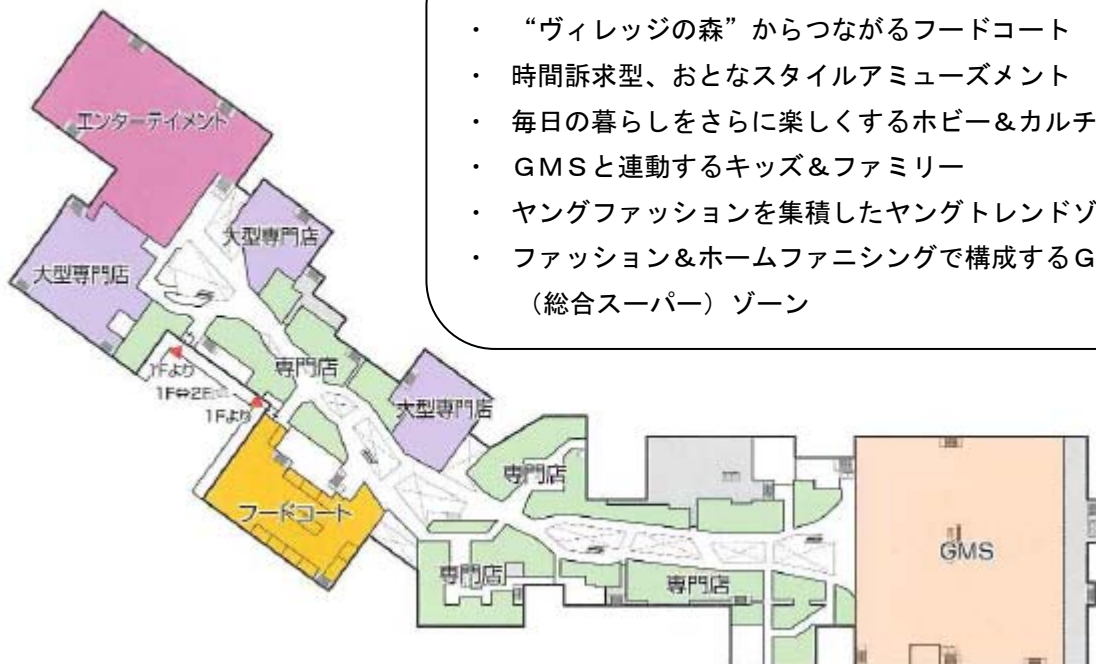 ・ “ヴィレッジの森”からつながるフードコート
・ 時間訴求型、おとなスタイルアミューズメント
・ 毎日の暮らしをさらに楽しくするホビー＆カルチ
・ ＧＭＳと連動するキッズ＆ファミリー
・ ヤングファッションを集積したヤングトレンドゾ
・ ファッション＆ホームファニシングで構成するＧ
（総合スーパー）ゾーン
エンターテイメント
大型専門店
大型専門店
専門店
1Fより
1F⇔2F
1Fより
大型専門店
専門店
フードコート
GMS
専門店
専門店